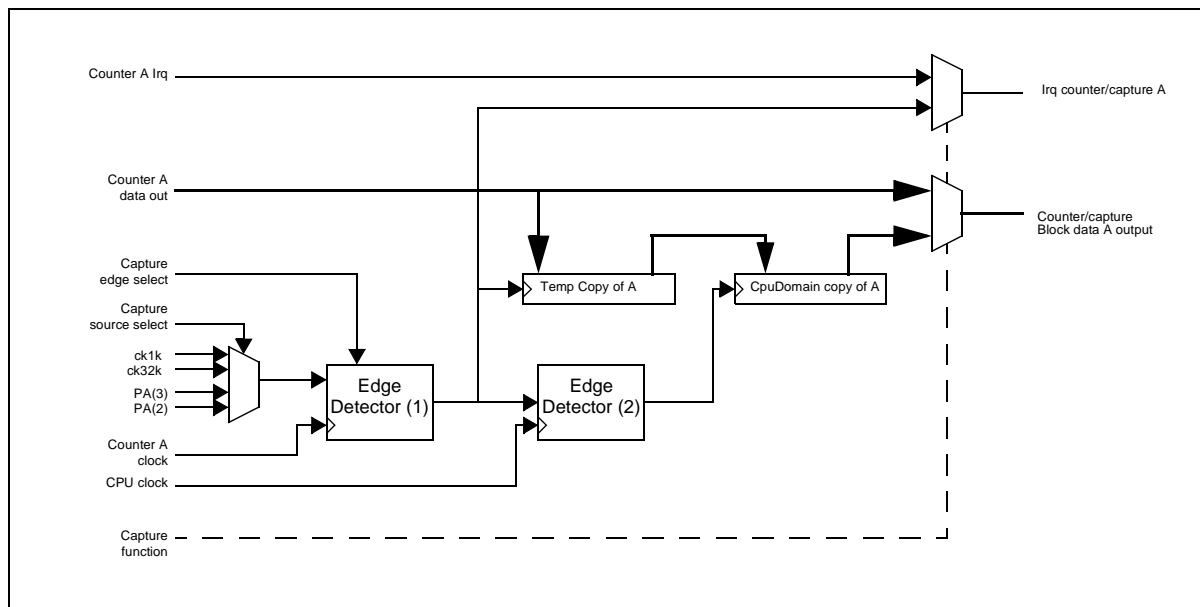 Counter A Irq
Irq counter/capture A
Counter A
data out
Counter/capture
Block data A output
Capture
edge select
Temp Copy of A
CpuDomain copy of A
Capture
source select
ck1k
ck32k
PA(3)
PA(2)
Edge
Detector (1)
Edge
Detector (2)
Counter A
clock
CPU clock
Capture
function